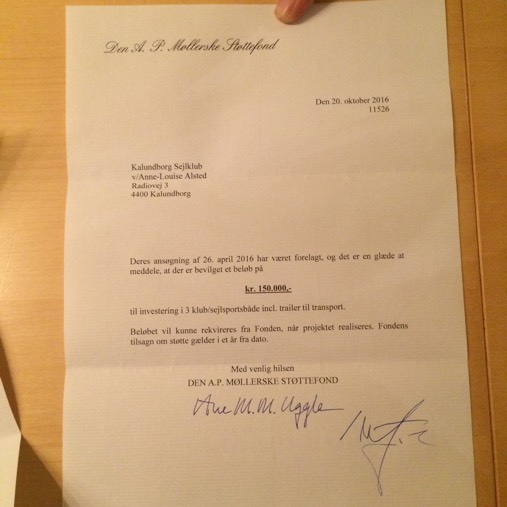 Den A. P. Møllerske Støttefond
Den 20. oktober 2016
11526
Kalundborg Sejlklub
v/Anne-Louise Alsted
Radiovej 3
4400 Kalundborg
Deres ansøgning af 26. april 2016 har været forelagt, og det er en glæde at
meddele, at der er bevilget et beløb på
kr. 150.000,-
til investering i 3 klub/sejlsportsbåde incl. trailer til transport.
Beløbet vil kunne rekvireres fra Fonden, når projektet realiseres. Fondens
tilsagn om støtte gælder i et år fra dato.
Med venlig hilsen
DEN A.P. MØLLERSKE STØTTEFOND
Ane M. M. Uggla